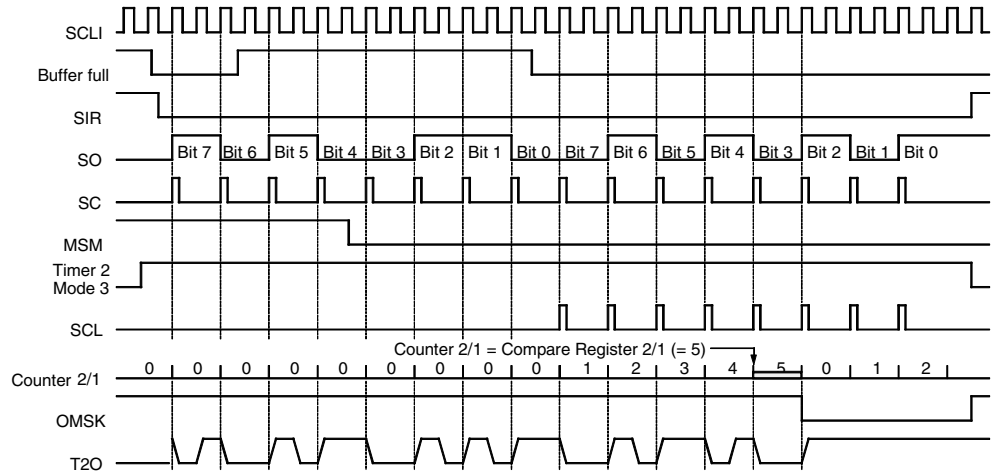 SCLI
Buffer full
SIR
SO Bit 7 Bit 6 Bit 5 Bit 4 Bit 3 Bit 2 Bit 1 Bit 0 Bit 7 Bit 6 Bit 5 Bit 4 Bit 3 Bit 2 Bit 1 Bit 0
SC
MSM
Timer 2
Mode 3
SCL
Counter 2/1 = Compare Register 2/1 (= 5)
Counter 2/1 0 0 0 0 0 0 0 0 0 1 2 3 4 5 0 1 2
OMSK
T2O